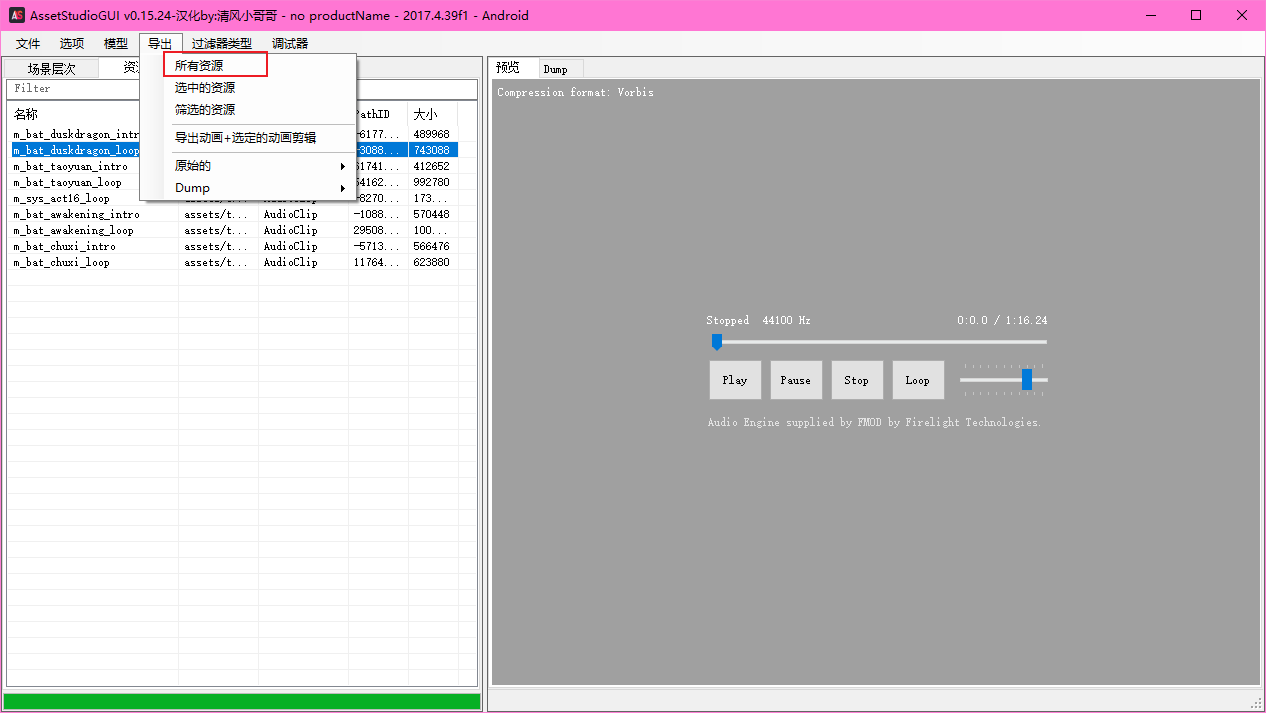 AssetStudioGUI v0.15.24-汉化by:清风小哥哥 - no productName - 2017.4.39f1 - Android
文件 选项 模型 导出 过滤器类型 调试器
场景层次
Filter
所有资源
选中的资源
筛选的资源
导出动画+选定的动画剪辑
原始的
Dump
名称 PathID 大小
m_bat_duskdragon_intr -6177... 489968
m_bat_duskdragon_loop -3088... 743088
m_bat_taoyuan_intro 61741... 412652
m_bat_taoyuan_loop 54162... 992780
m_sys_act16_loop -8270... 173...
m_bat_awakening_intro assets/t... AudioClip -1088... 570448
m_bat_awakening_loop assets/t... AudioClip 29508... 100...
m_bat_chuxi_intro assets/t... AudioClip -5713... 566476
m_bat_chuxi_loop assets/t... AudioClip 11764... 623880
预览 Dump
Compression format: Vorbis
Stopped 44100 Hz 0:0.0 / 1:16.24
Play Pause Stop Loop
Audio Engine supplied by FMOD by Firelight Technologies.